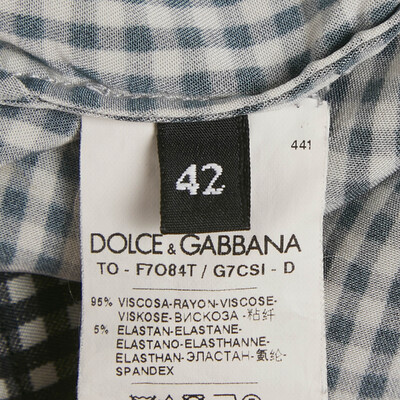 441
42
DOLCE & GABBANA
TO - F7O84T / G7CSI - D
95% VISCOSA-RAYON-VISCOSE-
VISKOSE-ВИСКОЗА-粘纤
5% ELASTAN-ELASTANE-
ELASTANO-ELASTHANNE-
ELASTHAN-ЭЛАСТАН-氨纶-
SPANDEX